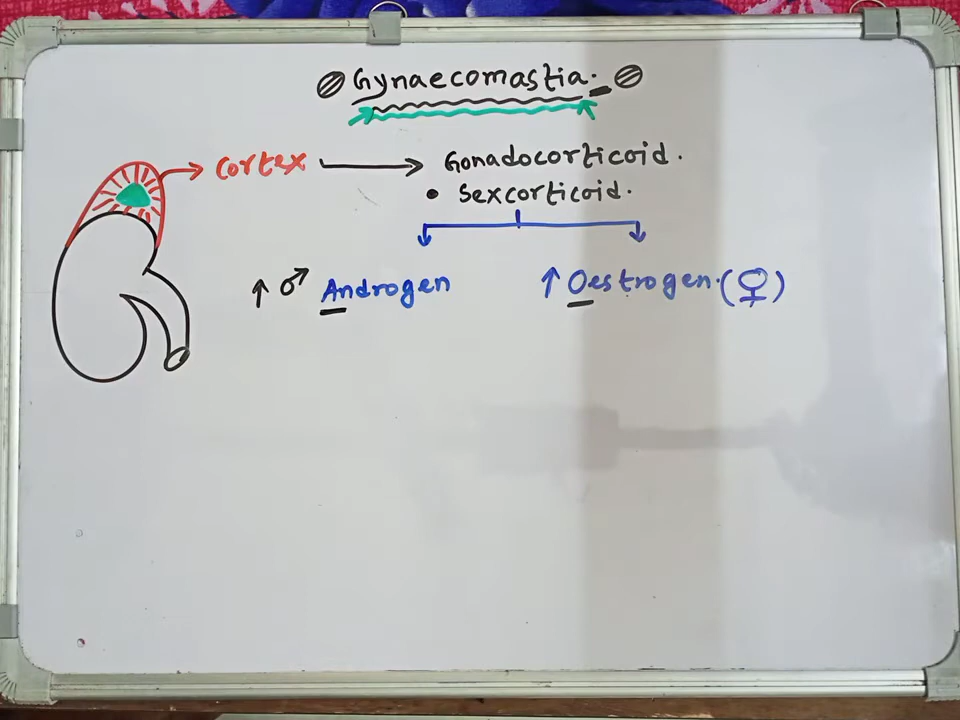 Gynaecomastia.
Cortex → Gonadocorticoid.
• Sexcorticoid.
↑ ♂ Androgen ↑ Oestrogen. (♀)